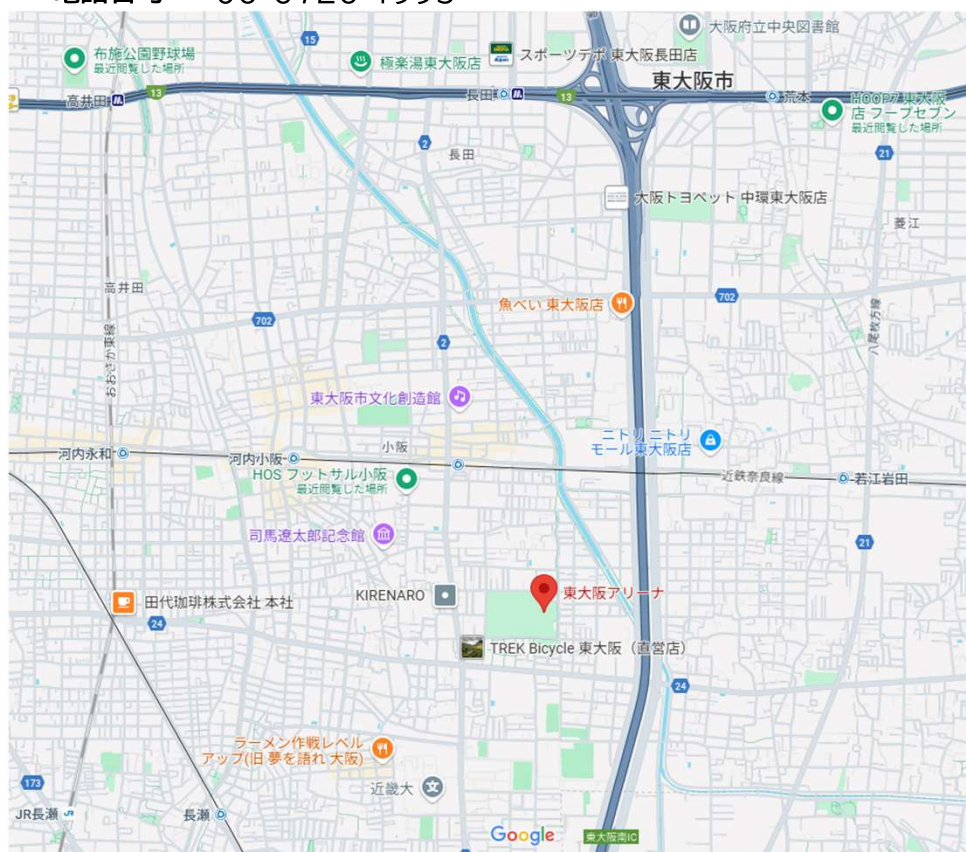 大阪府立中央図書館
15
布施公園野球場
最近閲覧した場所
極楽湯東大阪店
スポーツデポ 東大阪長田店
東大阪市
高井田
13
長田
13
荒本
HOOP7 東大阪
店 フープセブン
最近閲覧した場所
2
長田
21
大阪トヨペット 中環東大阪店
菱江
高井田
702
魚べい 東大阪店
702
八尾枚方線
おおさか東線
2
東大阪市文化創造館
小阪
ニトリ ニトリ
モール東大阪店
河内永和
河内小阪
HOS フットサル小阪
最近閲覧した場所
近鉄奈良線
若江岩田
司馬遼太郎記念館
21
KIRENARO
東大阪アリーナ
田代珈琲株式会社 本社
24
TREK Bicycle 東大阪（直営店）
24
ラーメン作戦レベル
アップ(旧 夢を語れ 大阪)
173
近畿大
JR長瀬
長瀬
Google
東大阪南IC